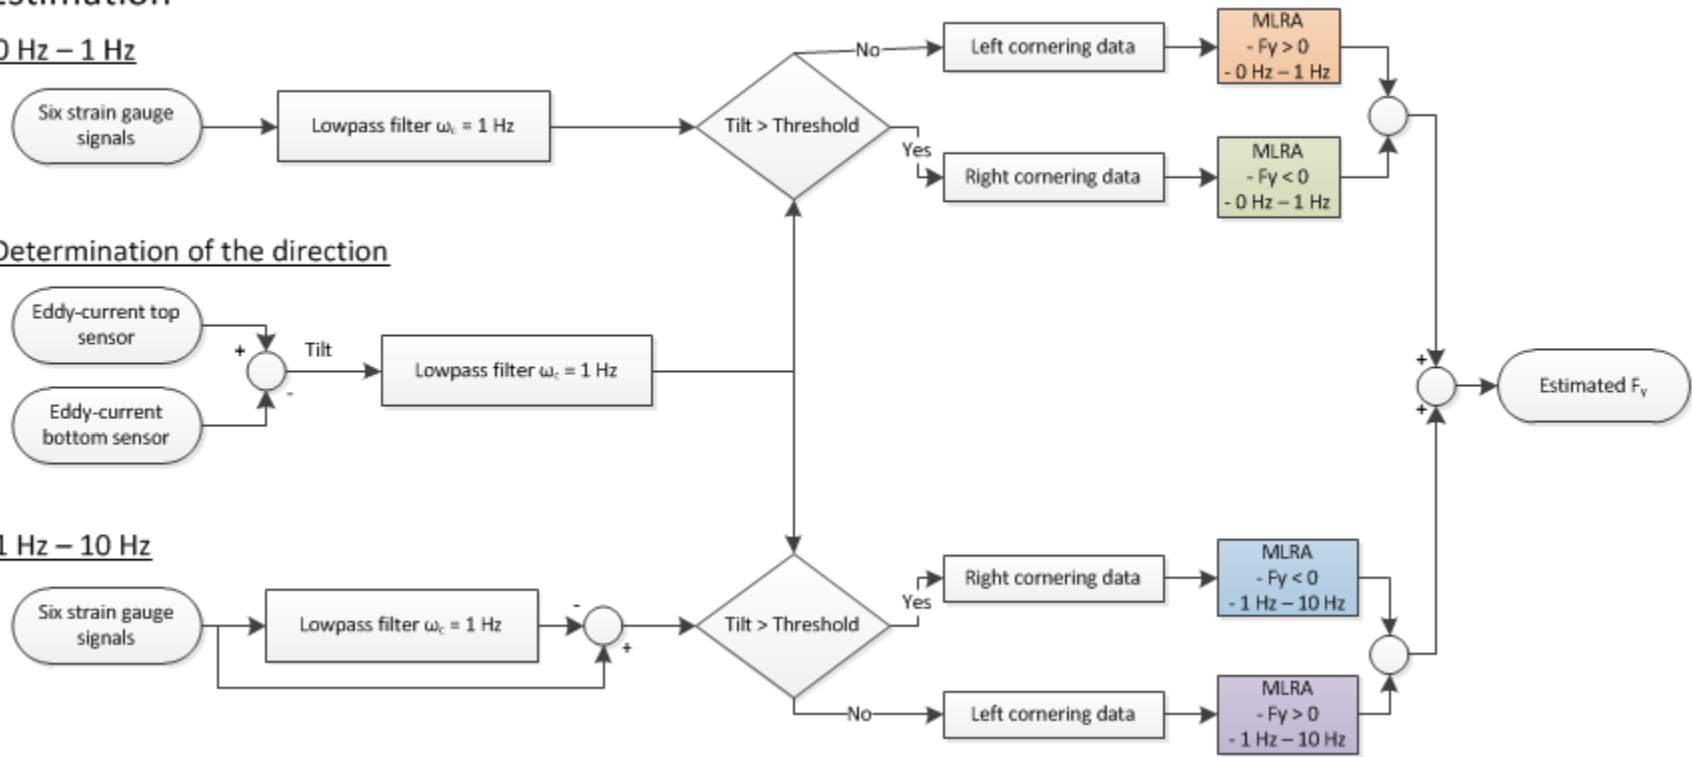 0 Hz – 1 Hz
Six strain gauge
signals
Lowpass filter ω꜀ = 1 Hz
Tilt > Threshold
No
Yes
Left cornering data
Right cornering data
MLRA
- Fy > 0
- 0 Hz – 1 Hz
MLRA
- Fy < 0
- 0 Hz – 1 Hz
Determination of the direction
Eddy-current top
sensor
Eddy-current
bottom sensor
+
-
Tilt
Lowpass filter ω꜀ = 1 Hz
+
+
Estimated Fy
1 Hz – 10 Hz
Six strain gauge
signals
Lowpass filter ω꜀ = 1 Hz
-
+
Tilt > Threshold
Yes
No
Right cornering data
Left cornering data
MLRA
- Fy < 0
- 1 Hz – 10 Hz
MLRA
- Fy > 0
- 1 Hz – 10 Hz